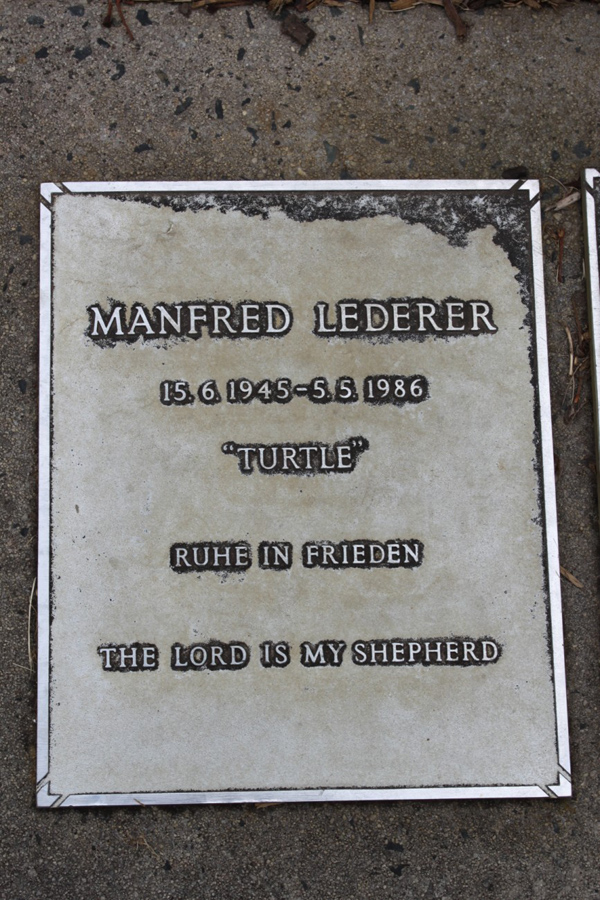 MANFRED LEDERER
15.6.1945-5.5.1986
“TURTLE”
RUHE IN FRIEDEN
THE LORD IS MY SHEPHERD